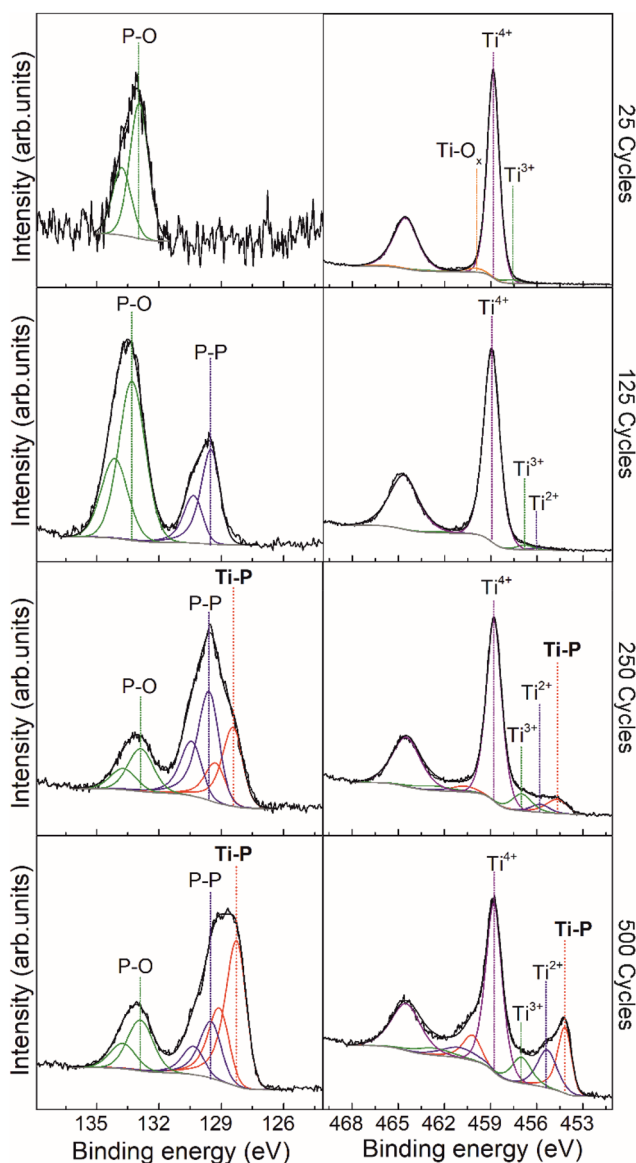 P-O
Ti4+
Ti-Ox
Ti3+
Intensity (arb.units)
25 Cycles
P-O
P-P
Ti4+
Ti3+
Ti2+
Intensity (arb.units)
125 Cycles
Ti-P
P-P
P-O
Ti4+
Ti-P
Ti2+
Ti3+
Intensity (arb.units)
250 Cycles
Ti-P
P-P
P-O
Ti4+
Ti-P
Ti2+
Ti3+
Intensity (arb.units)
500 Cycles
135 132 129 126
468 465 462 459 456 453
Binding energy (eV)
Binding energy (eV)